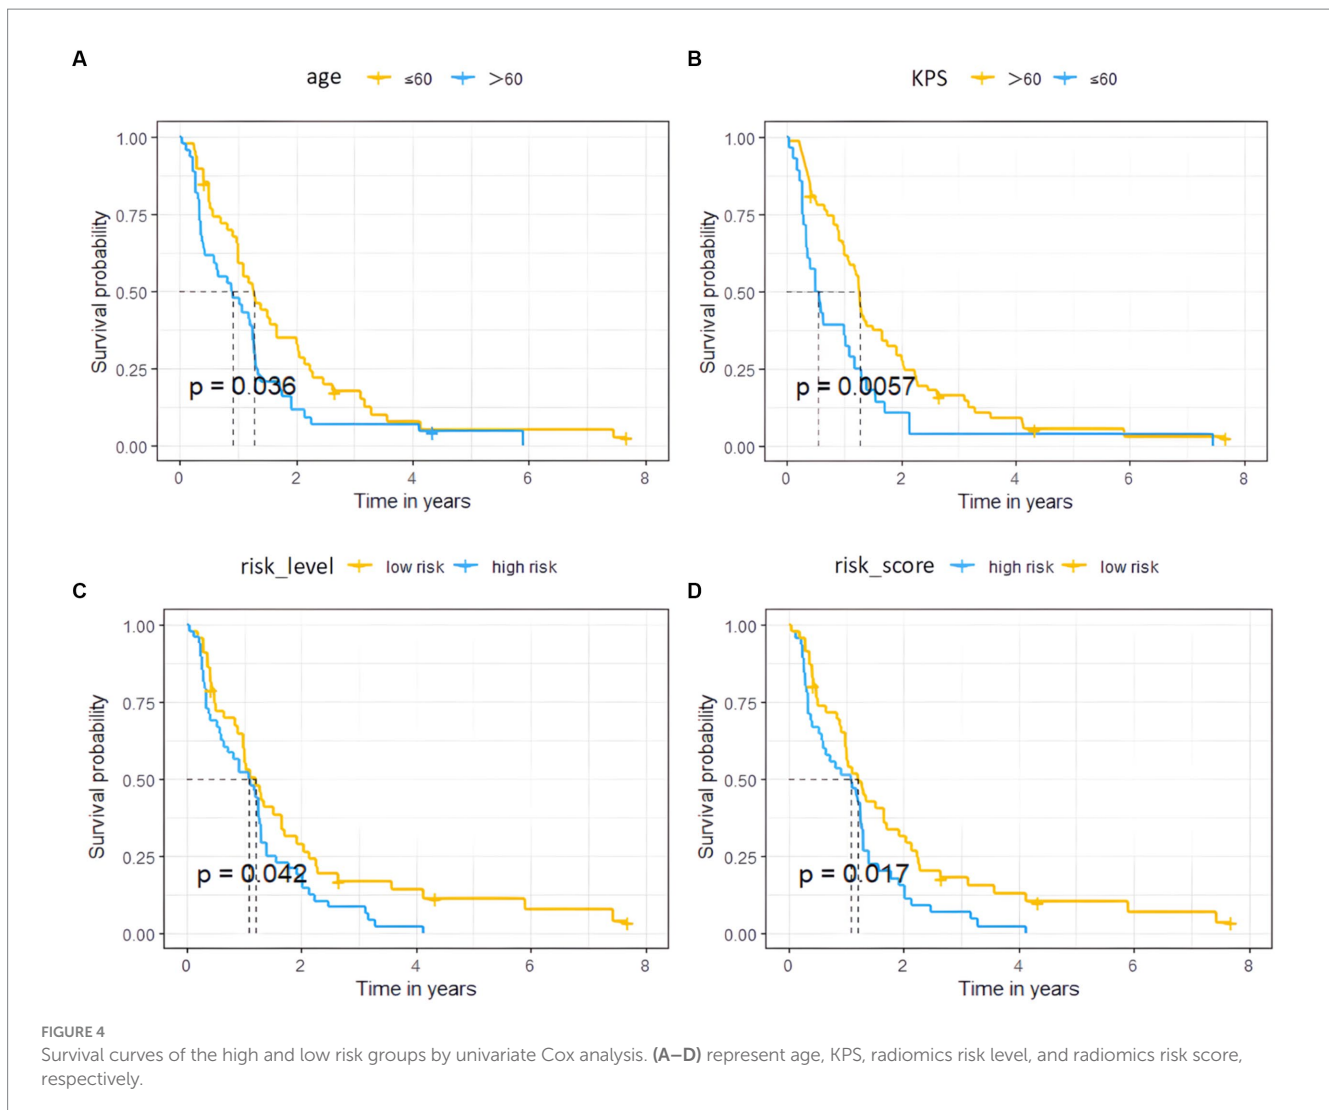 A
age ≤60 >60
1.00
0.75
0.50
0.25
0.00
Survival probability
p = 0.036
0 2 4 6 8
Time in years
B
KPS >60 ≤60
1.00
0.75
0.50
0.25
0.00
Survival probability
p = 0.0057
0 2 4 6 8
Time in years
C
risk_level low risk high risk
1.00
0.75
0.50
0.25
0.00
Survival probability
p = 0.042
0 2 4 6 8
Time in years
D
risk_score high risk low risk
1.00
0.75
0.50
0.25
0.00
Survival probability
p = 0.017
0 2 4 6 8
Time in years
FIGURE 4
Survival curves of the high and low risk groups by univariate Cox analysis. (A–D) represent age, KPS, radiomics risk level, and radiomics risk score,
respectively.